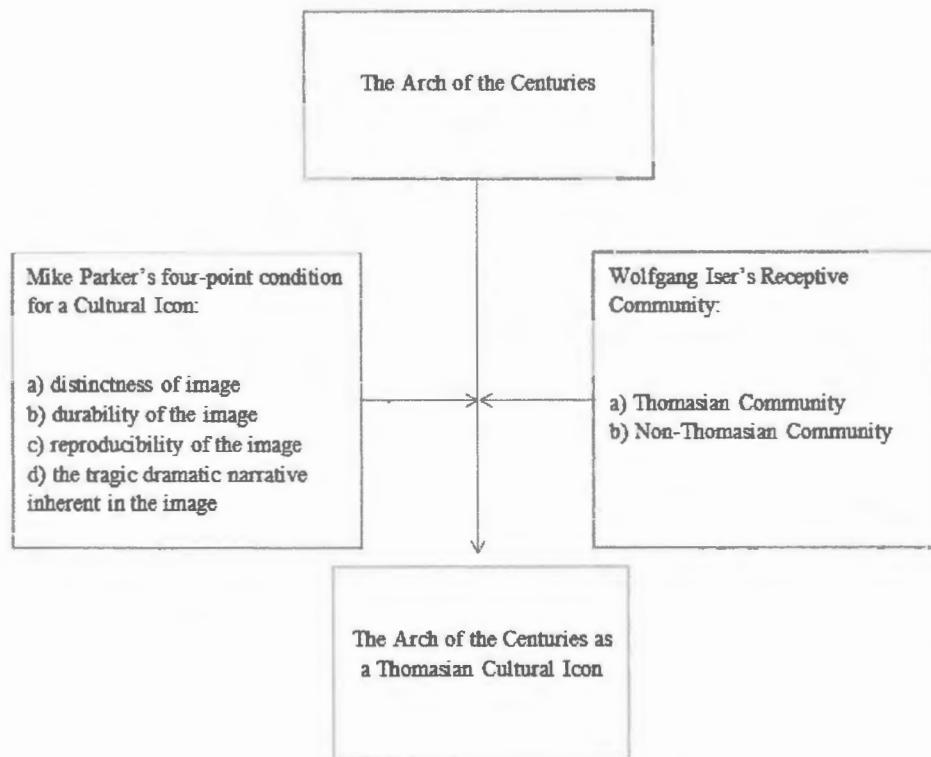 The Arch of the Centuries
Mike Parker's four-point condition
for a Cultural Icon:
a) distinctness of image
b) durability of the image
c) reproducibility of the image
d) the tragic dramatic narrative
inherent in the image
Wolfgang Iser's Receptive
Community:
a) Thomasian Community
b) Non-Thomasian Community
The Arch of the Centuries as
a Thomasian Cultural Icon